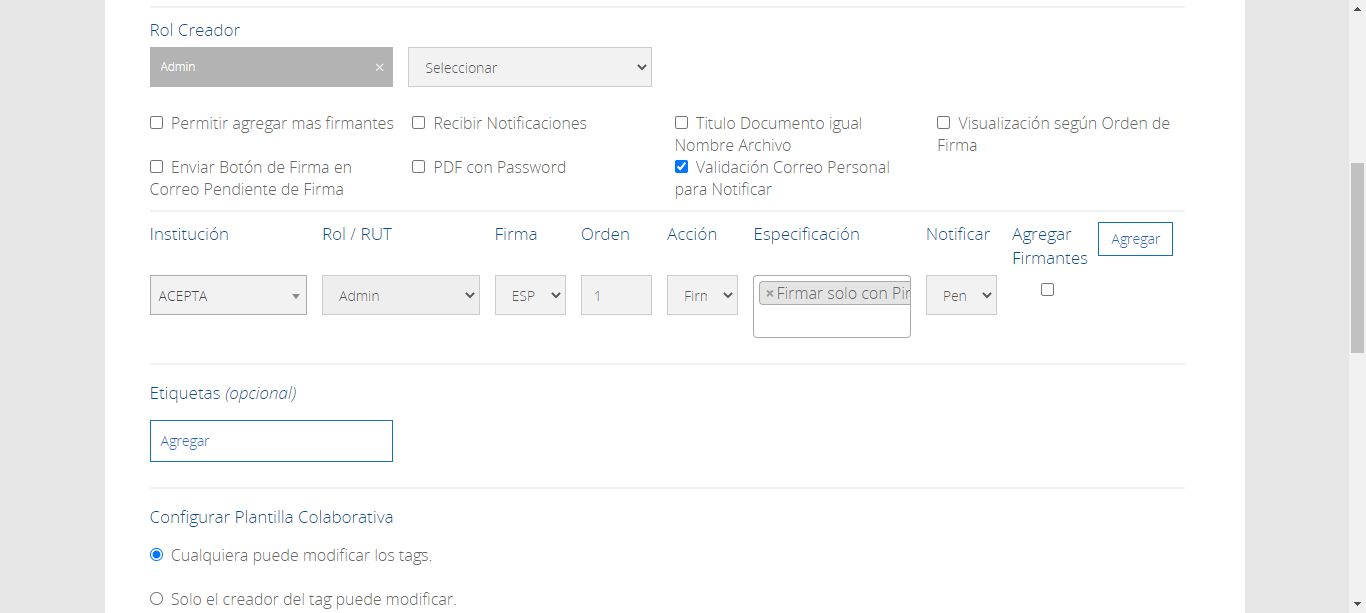 Rol Creador
Admin ×
Seleccionar
Permitir agregar mas firmantes
Recibir Notificaciones
Titulo Documento igual
Nombre Archivo
Visualización según Orden de
Firma
Enviar Botón de Firma en
Correo Pendiente de Firma
PDF con Password
Validación Correo Personal
para Notificar
Institución
Rol / RUT
Firma
Orden
Acción
Especificación
Notificar
Agregar
Firmantes
Agregar
ACEPTA
Admin
ESP
1
Firn
×Firmar solo con Pin
Pen
Etiquetas (opcional)
Agregar
Configurar Plantilla Colaborativa
Cualquiera puede modificar los tags.
Solo el creador del tag puede modificar.